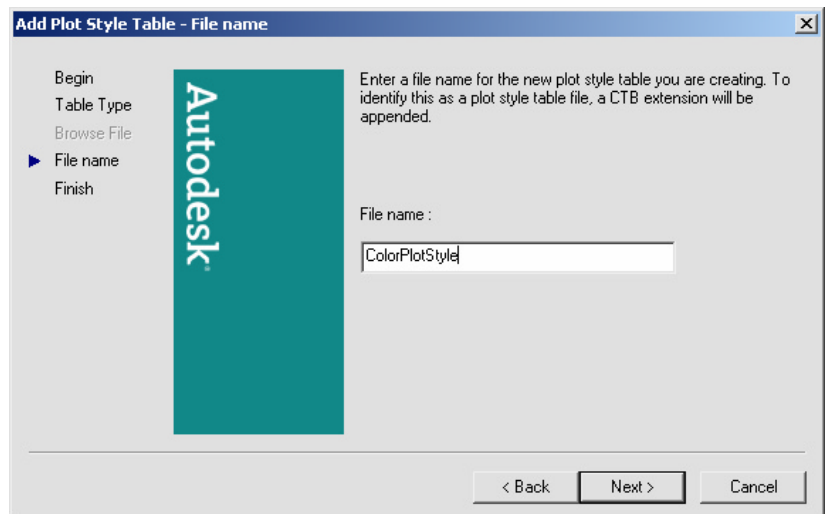 Add Plot Style Table - File name
Begin
Table Type
Browse File
File name
Finish
Autodesk
Enter a file name for the new plot style table you are creating. To
identify this as a plot style table file, a CTB extension will be
appended.
File name :
ColorPlotStyle
< Back
Next >
Cancel